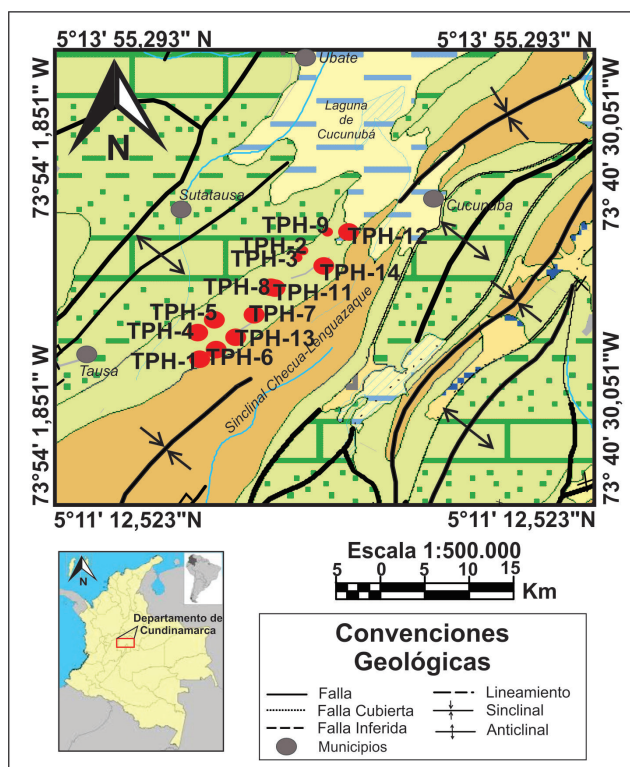 5°13' 55,293" N
5°13' 55,293" N
73°54' 1,851" W
73°40' 30,051" W
Ubate
Laguna
de
Cucunubá
N
Sutatausa
Cucunuba
TPH-9
TPH-12
TPH-2
TPH-3
TPH-14
TPH-8
TPH-11
TPH-5
TPH-7
TPH-4
TPH-13
TPH-1
TPH-6
Tausa
Sinclinal Checua-Lenguazaque
73°54' 1,851" W
73°40' 30,051" W
5°11' 12,523" N
5°11' 12,523"N
Escala 1:500.000
5 0 5 10 15
Km
N
Departamento de
Cundinamarca
Convenciones
Geológicas
Falla
Lineamiento
Falla Cubierta
Sinclinal
Falla Inferida
Anticlinal
Municipios